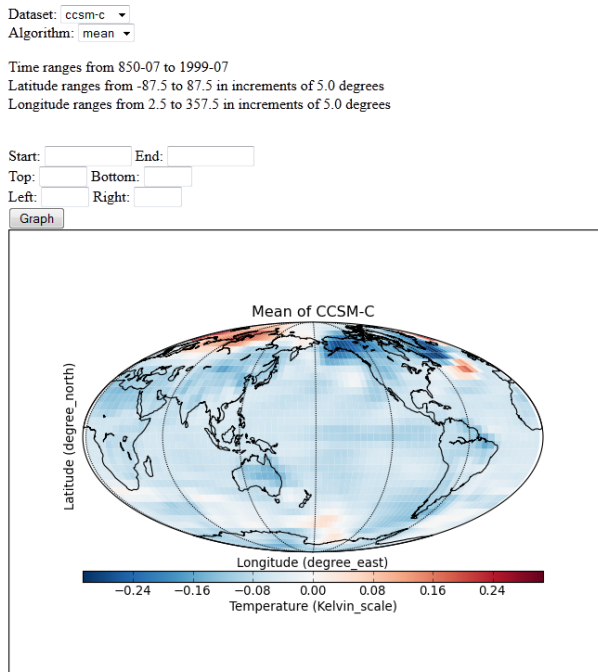 Dataset: ccsm-c
Algorithm: mean
Time ranges from 850-07 to 1999-07
Latitude ranges from -87.5 to 87.5 in increments of 5.0 degrees
Longitude ranges from 2.5 to 357.5 in increments of 5.0 degrees
Start: End:
Top: Bottom:
Left: Right:
Graph
Mean of CCSM-C
Latitude (degree_north)
Longitude (degree_east)
−0.24 −0.16 −0.08 0.00 0.08 0.16 0.24
Temperature (Kelvin_scale)